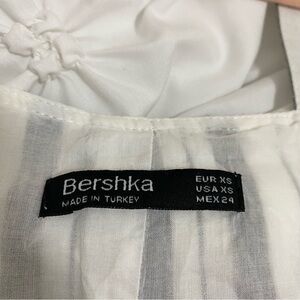 Bershka
MADE IN TURKEY
EUR XS
USA XS
MEX 24